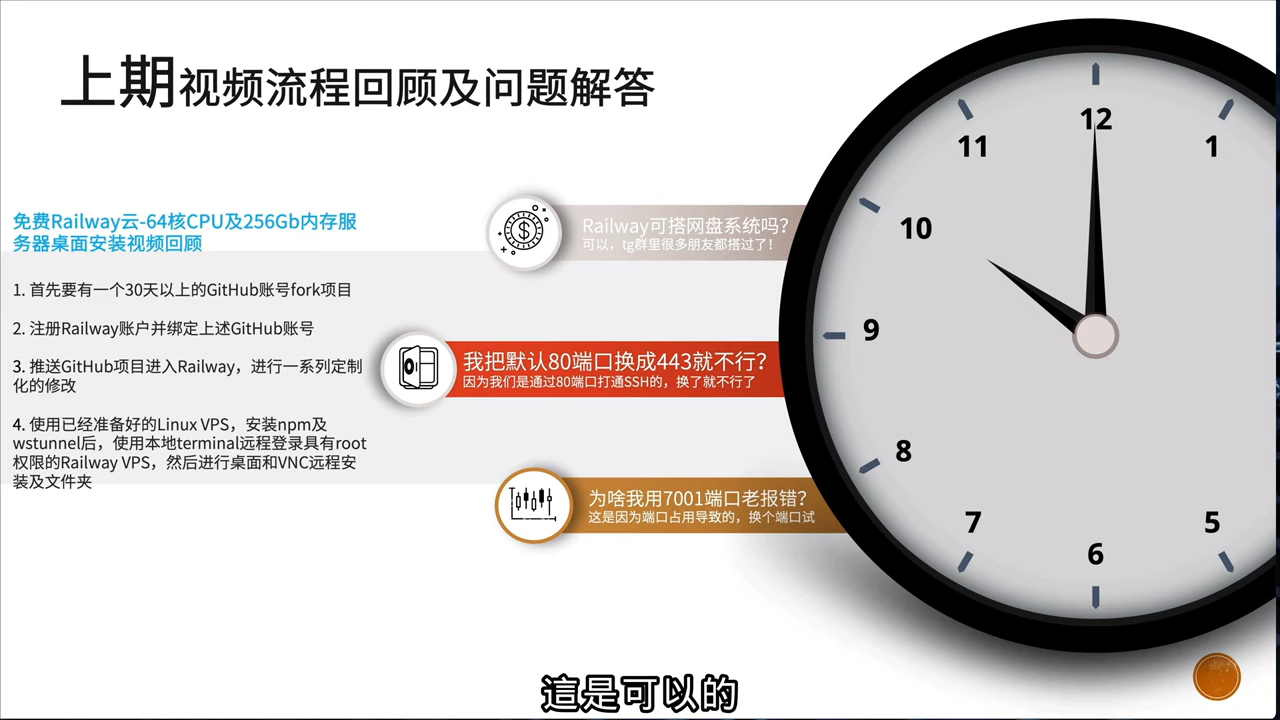 上期视频流程回顾及问题解答
免费Railway云-64核CPU及256Gb内存服
务器桌面安装视频回顾
1. 首先要有一个30天以上的GitHub账号fork项目
2. 注册Railway账户并绑定上述GitHub账号
3. 推送GitHub项目进入Railway，进行一系列定制
化的修改
4. 使用已经准备好的Linux VPS，安装npm及
wstunnel后，使用本地terminal远程登录具有root
权限的Railway VPS，然后进行桌面和VNC远程安
装及文件夹
Railway可搭网盘系统吗？
可以，tg群里很多朋友都搭过了！
我把默认80端口换成443就不行？
因为我们是通过80端口打通SSH的，换了就不行了
为啥我用7001端口老报错？
这是因为端口占用导致的，换个端口试
12
11
1
10
9
8
7
5
6
這是可以的